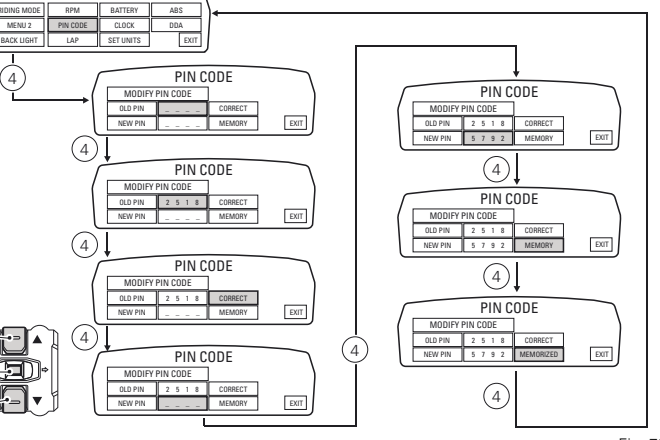 RIDING MODE RPM BATTERY ABS
MENU 2 PIN CODE CLOCK DDA
BACK LIGHT LAP SET UNITS EXIT
4
PIN CODE
MODIFY PIN CODE
OLD PIN _ _ _ _ CORRECT
NEW PIN _ _ _ _ MEMORY EXIT
4
PIN CODE
MODIFY PIN CODE
OLD PIN 2 5 1 8 CORRECT
NEW PIN _ _ _ _ MEMORY EXIT
4
PIN CODE
MODIFY PIN CODE
OLD PIN 2 5 1 8 CORRECT
NEW PIN _ _ _ _ MEMORY EXIT
4
PIN CODE
MODIFY PIN CODE
OLD PIN 2 5 1 8 CORRECT
NEW PIN _ _ _ _ MEMORY EXIT
4
PIN CODE
MODIFY PIN CODE
OLD PIN 2 5 1 8 CORRECT
NEW PIN 5 7 9 2 MEMORY EXIT
4
PIN CODE
MODIFY PIN CODE
OLD PIN 2 5 1 8 CORRECT
NEW PIN 5 7 9 2 MEMORY EXIT
4
PIN CODE
MODIFY PIN CODE
OLD PIN 2 5 1 8 CORRECT
NEW PIN 5 7 9 2 MEMORIZED EXIT
4